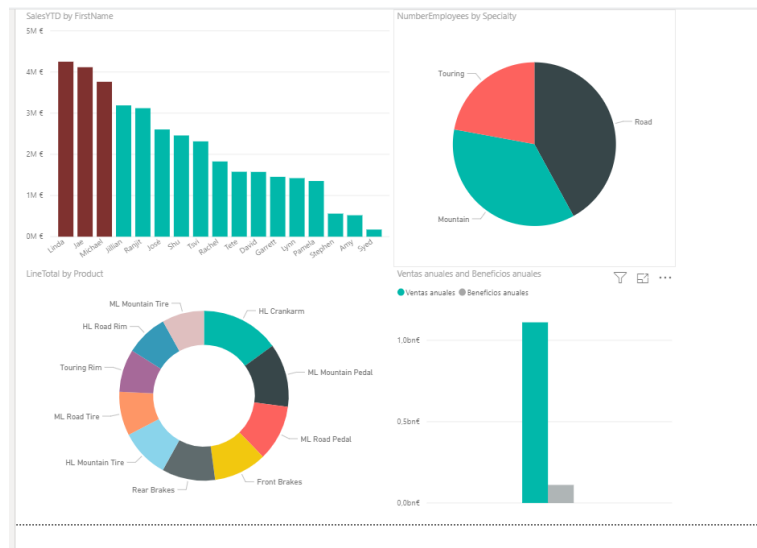 SalesYTD by FirstName
5M €
4M €
3M €
2M €
1M €
0M €
Linda
Jae
Michael
Jillian
Ranjit
Jose
Shu
Tsvi
Rachel
Tete
David
Garrett
Lynn
Pamela
Stephen
Amy
Syed
NumberEmployees by Specialty
Touring
Road
Mountain
LineTotal by Product
ML Mountain Tire
HL Crankarm
HL Road Rim
ML Mountain Pedal
Touring Rim
ML Road Tire
ML Road Pedal
HL Mountain Tire
Front Brakes
Rear Brakes
Ventas anuales and Beneficios anuales
Ventas anuales Beneficios anuales
1.0bn€
0.5bn€
0.0bn€